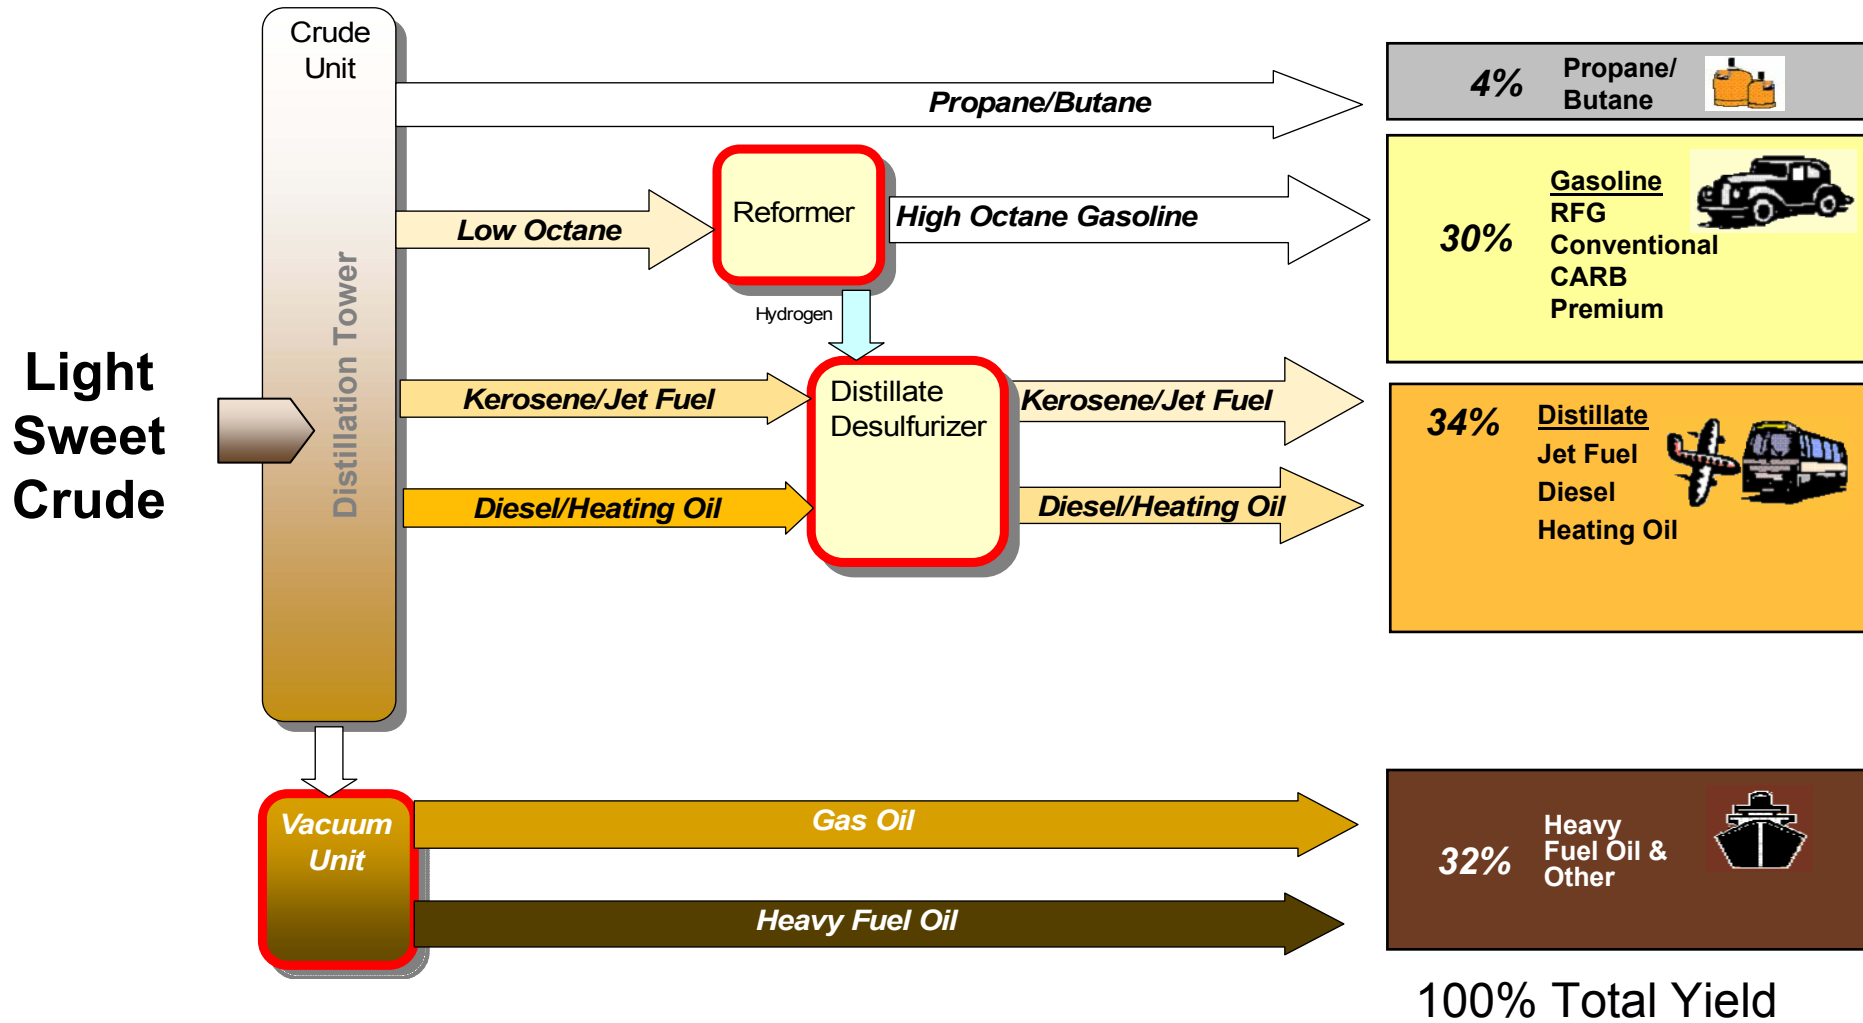 Crude
Unit
Distillation Tower
Light
Sweet
Crude
Propane/Butane
4%
Propane/
Butane
Low Octane
Reformer
High Octane Gasoline
30%
Gasoline
RFG
Conventional
CARB
Premium
Hydrogen
Kerosene/Jet Fuel
Distillate
Desulfurizer
Kerosene/Jet Fuel
Diesel/Heating Oil
Diesel/Heating Oil
34%
Distillate
Jet Fuel
Diesel
Heating Oil
Vacuum
Unit
Gas Oil
Heavy Fuel Oil
32%
Heavy
Fuel Oil &
Other
100% Total Yield